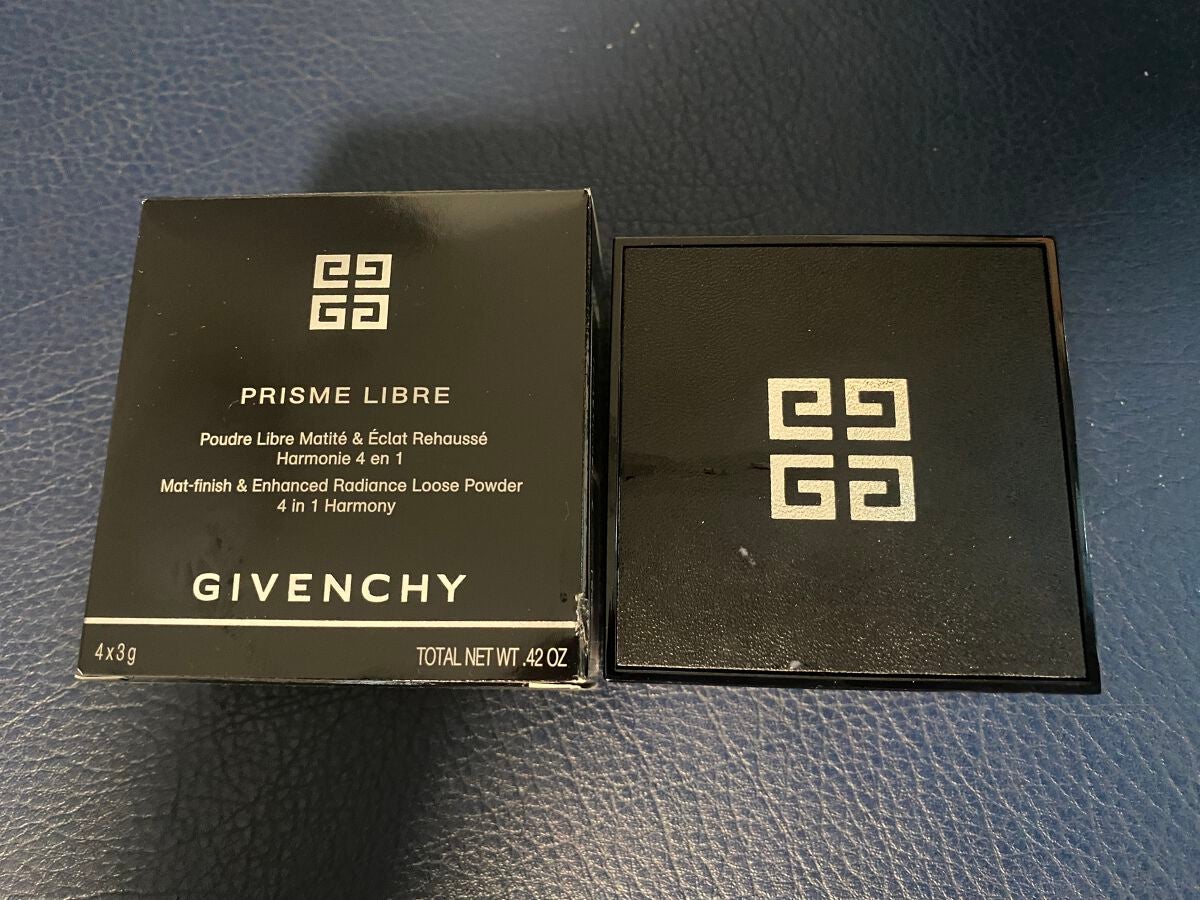 PRISME LIBRE
Poudre Libre Matité & Éclat Rehaussé
Harmonie 4 en 1
Mat-finish & Enhanced Radiance Loose Powder
4 in 1 Harmony
GIVENCHY
4x3g
TOTAL NET WT .42 OZ